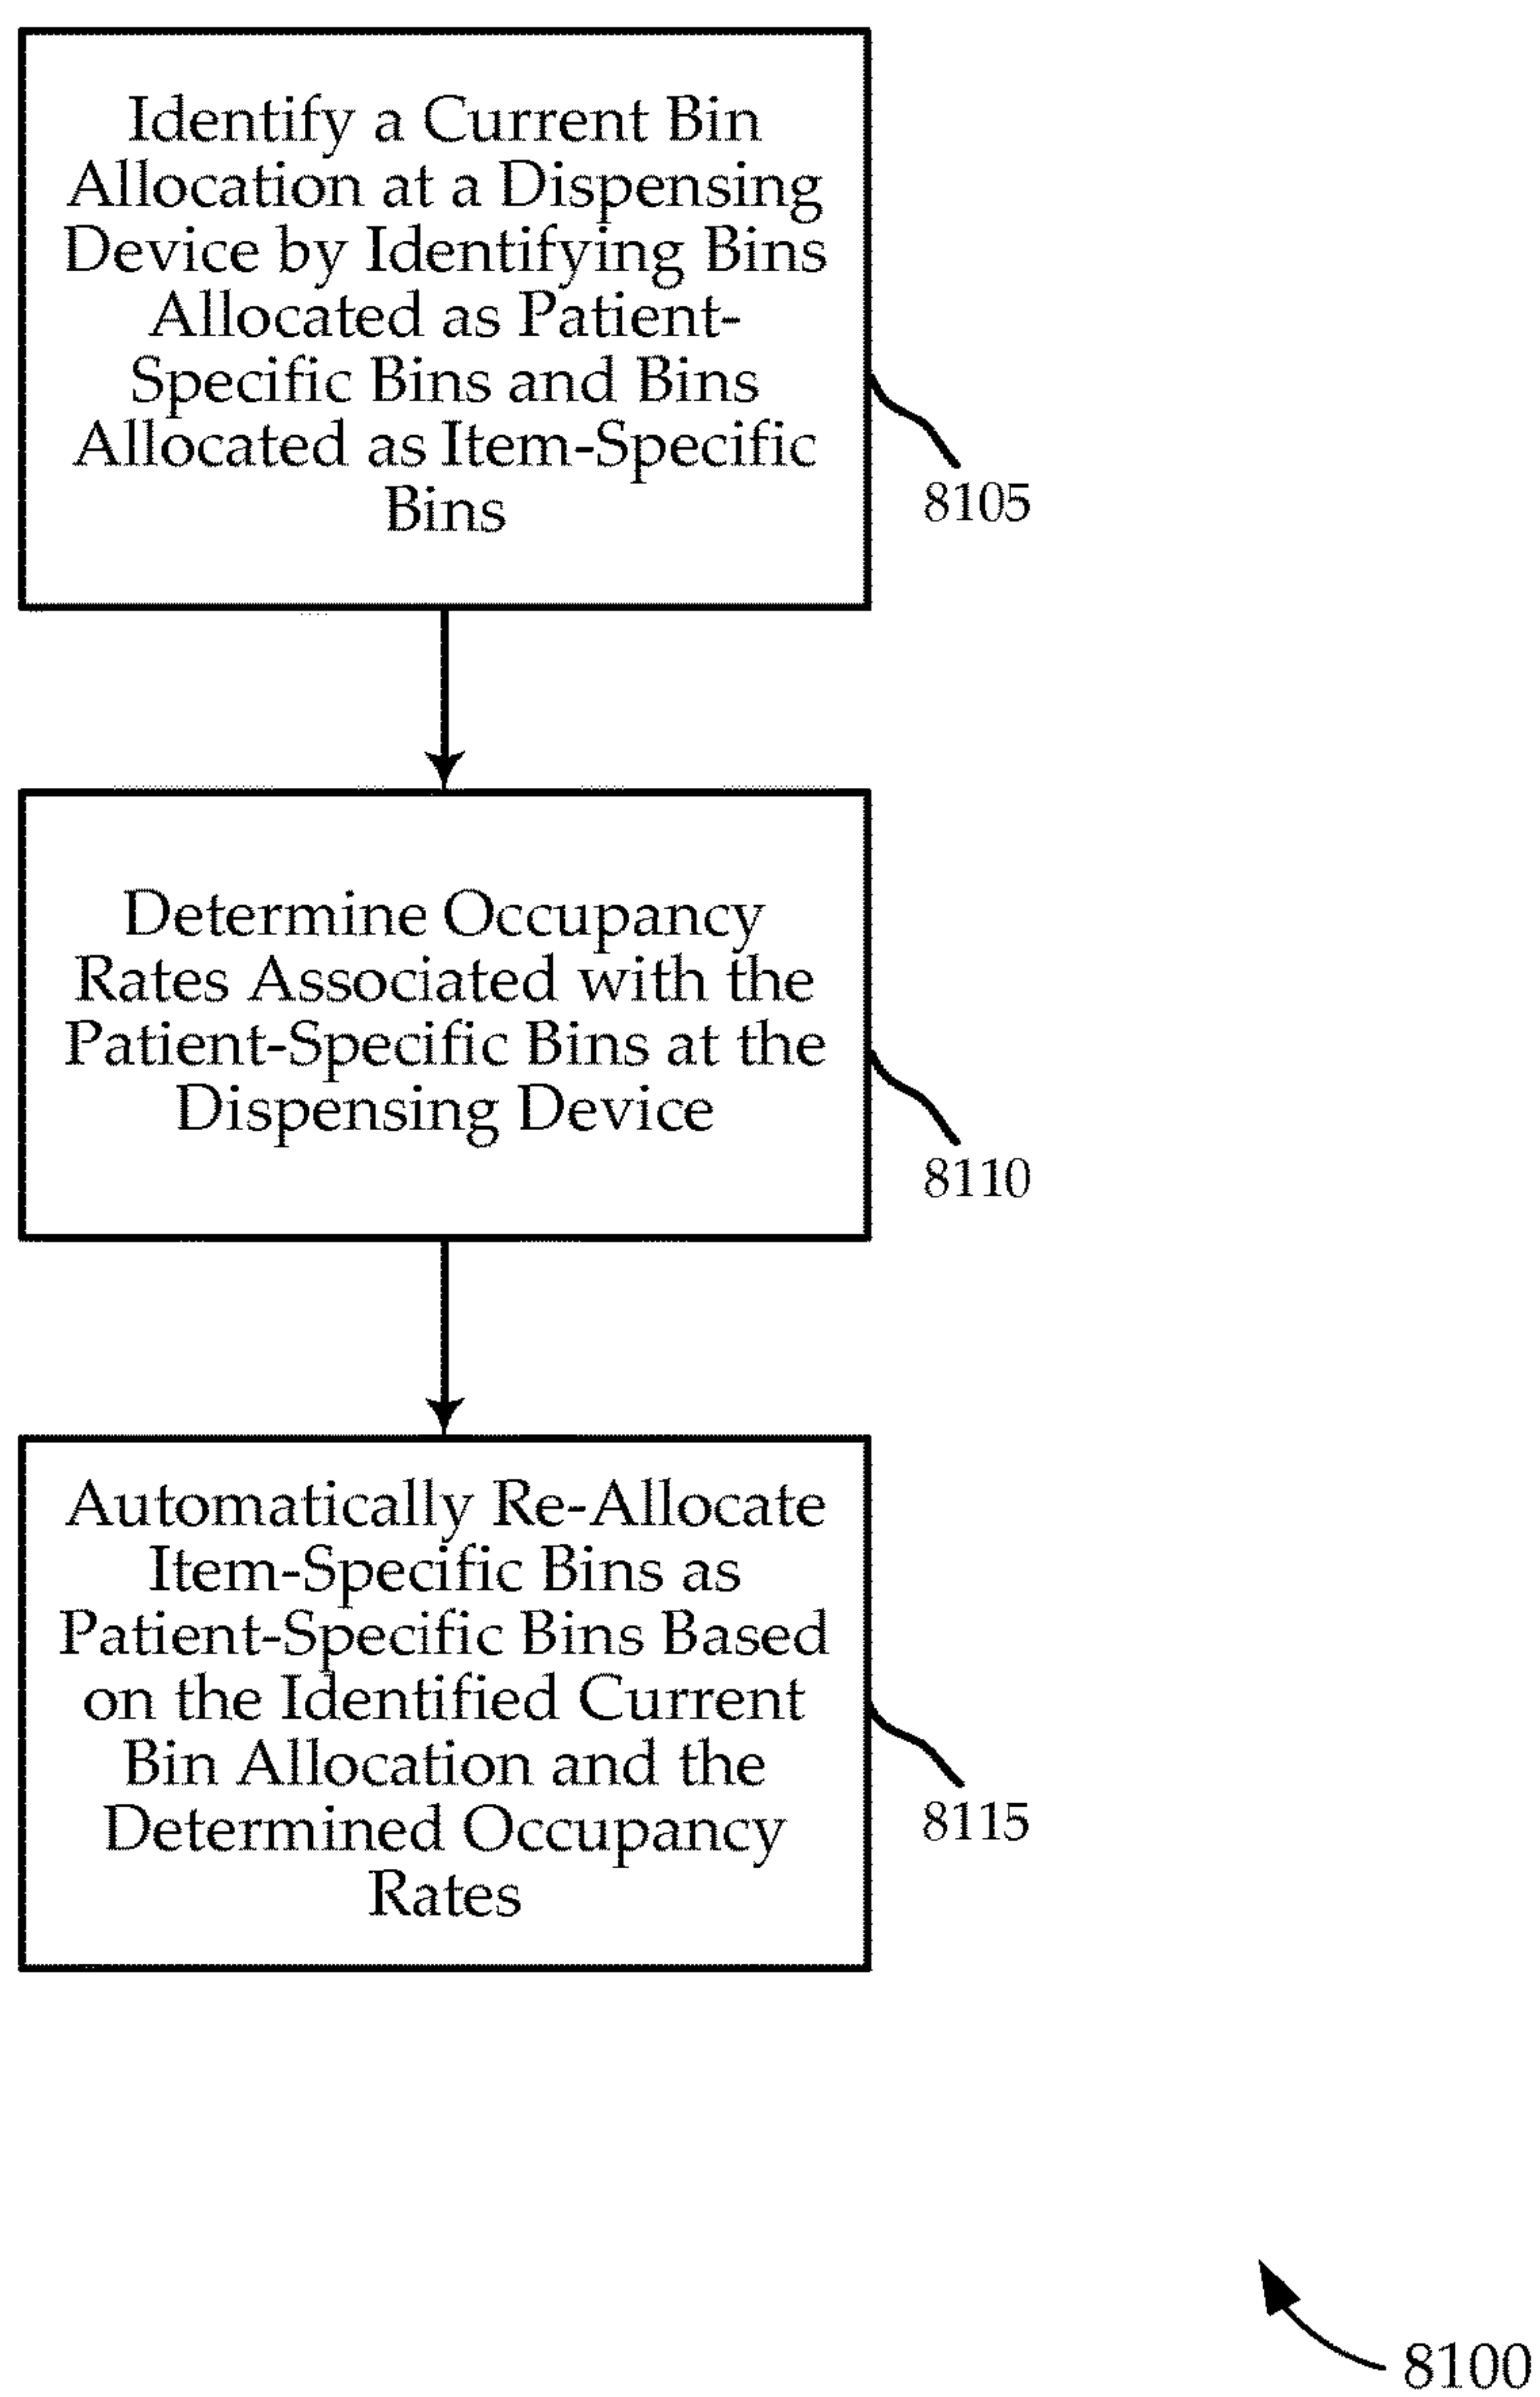 Identify a Current Bin
Allocation at a Dispensing
Device by Identifying Bins
Allocated as Patient-
Specific Bins and Bins
Allocated as Item-Specific
Bins
8105
Determine Occupancy
Rates Associated with the
Patient-Specific Bins at the
Dispensing Device
8110
Automatically Re-Allocate
Item-Specific Bins as
Patient-Specific Bins Based
on the Identified Current
Bin Allocation and the
Determined Occupancy
Rates
8115
8100